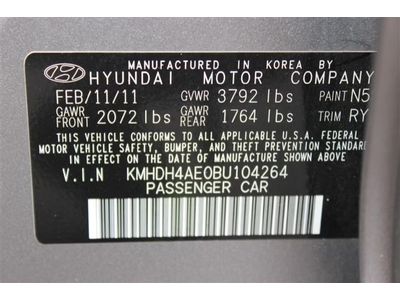 MANUFACTURED IN KOREA BY
HYUNDAI MOTOR COMPANY
FEB/11/11 GVWR 3792 lbs PAINT N5
GAWR FRONT 2072 lbs GAWR REAR 1764 lbs TRIM RY
THIS VEHICLE CONFORMS TO ALL APPLICABLE U.S.A. FEDERAL
MOTOR VEHICLE SAFETY, BUMPER, AND THEFT PREVENTION
STANDARDS IN EFFECT ON THE DATE OF MANUFACTURE SHOWN ABOVE.
V.I.N KMHDH4AE0BU104264
PASSENGER CAR